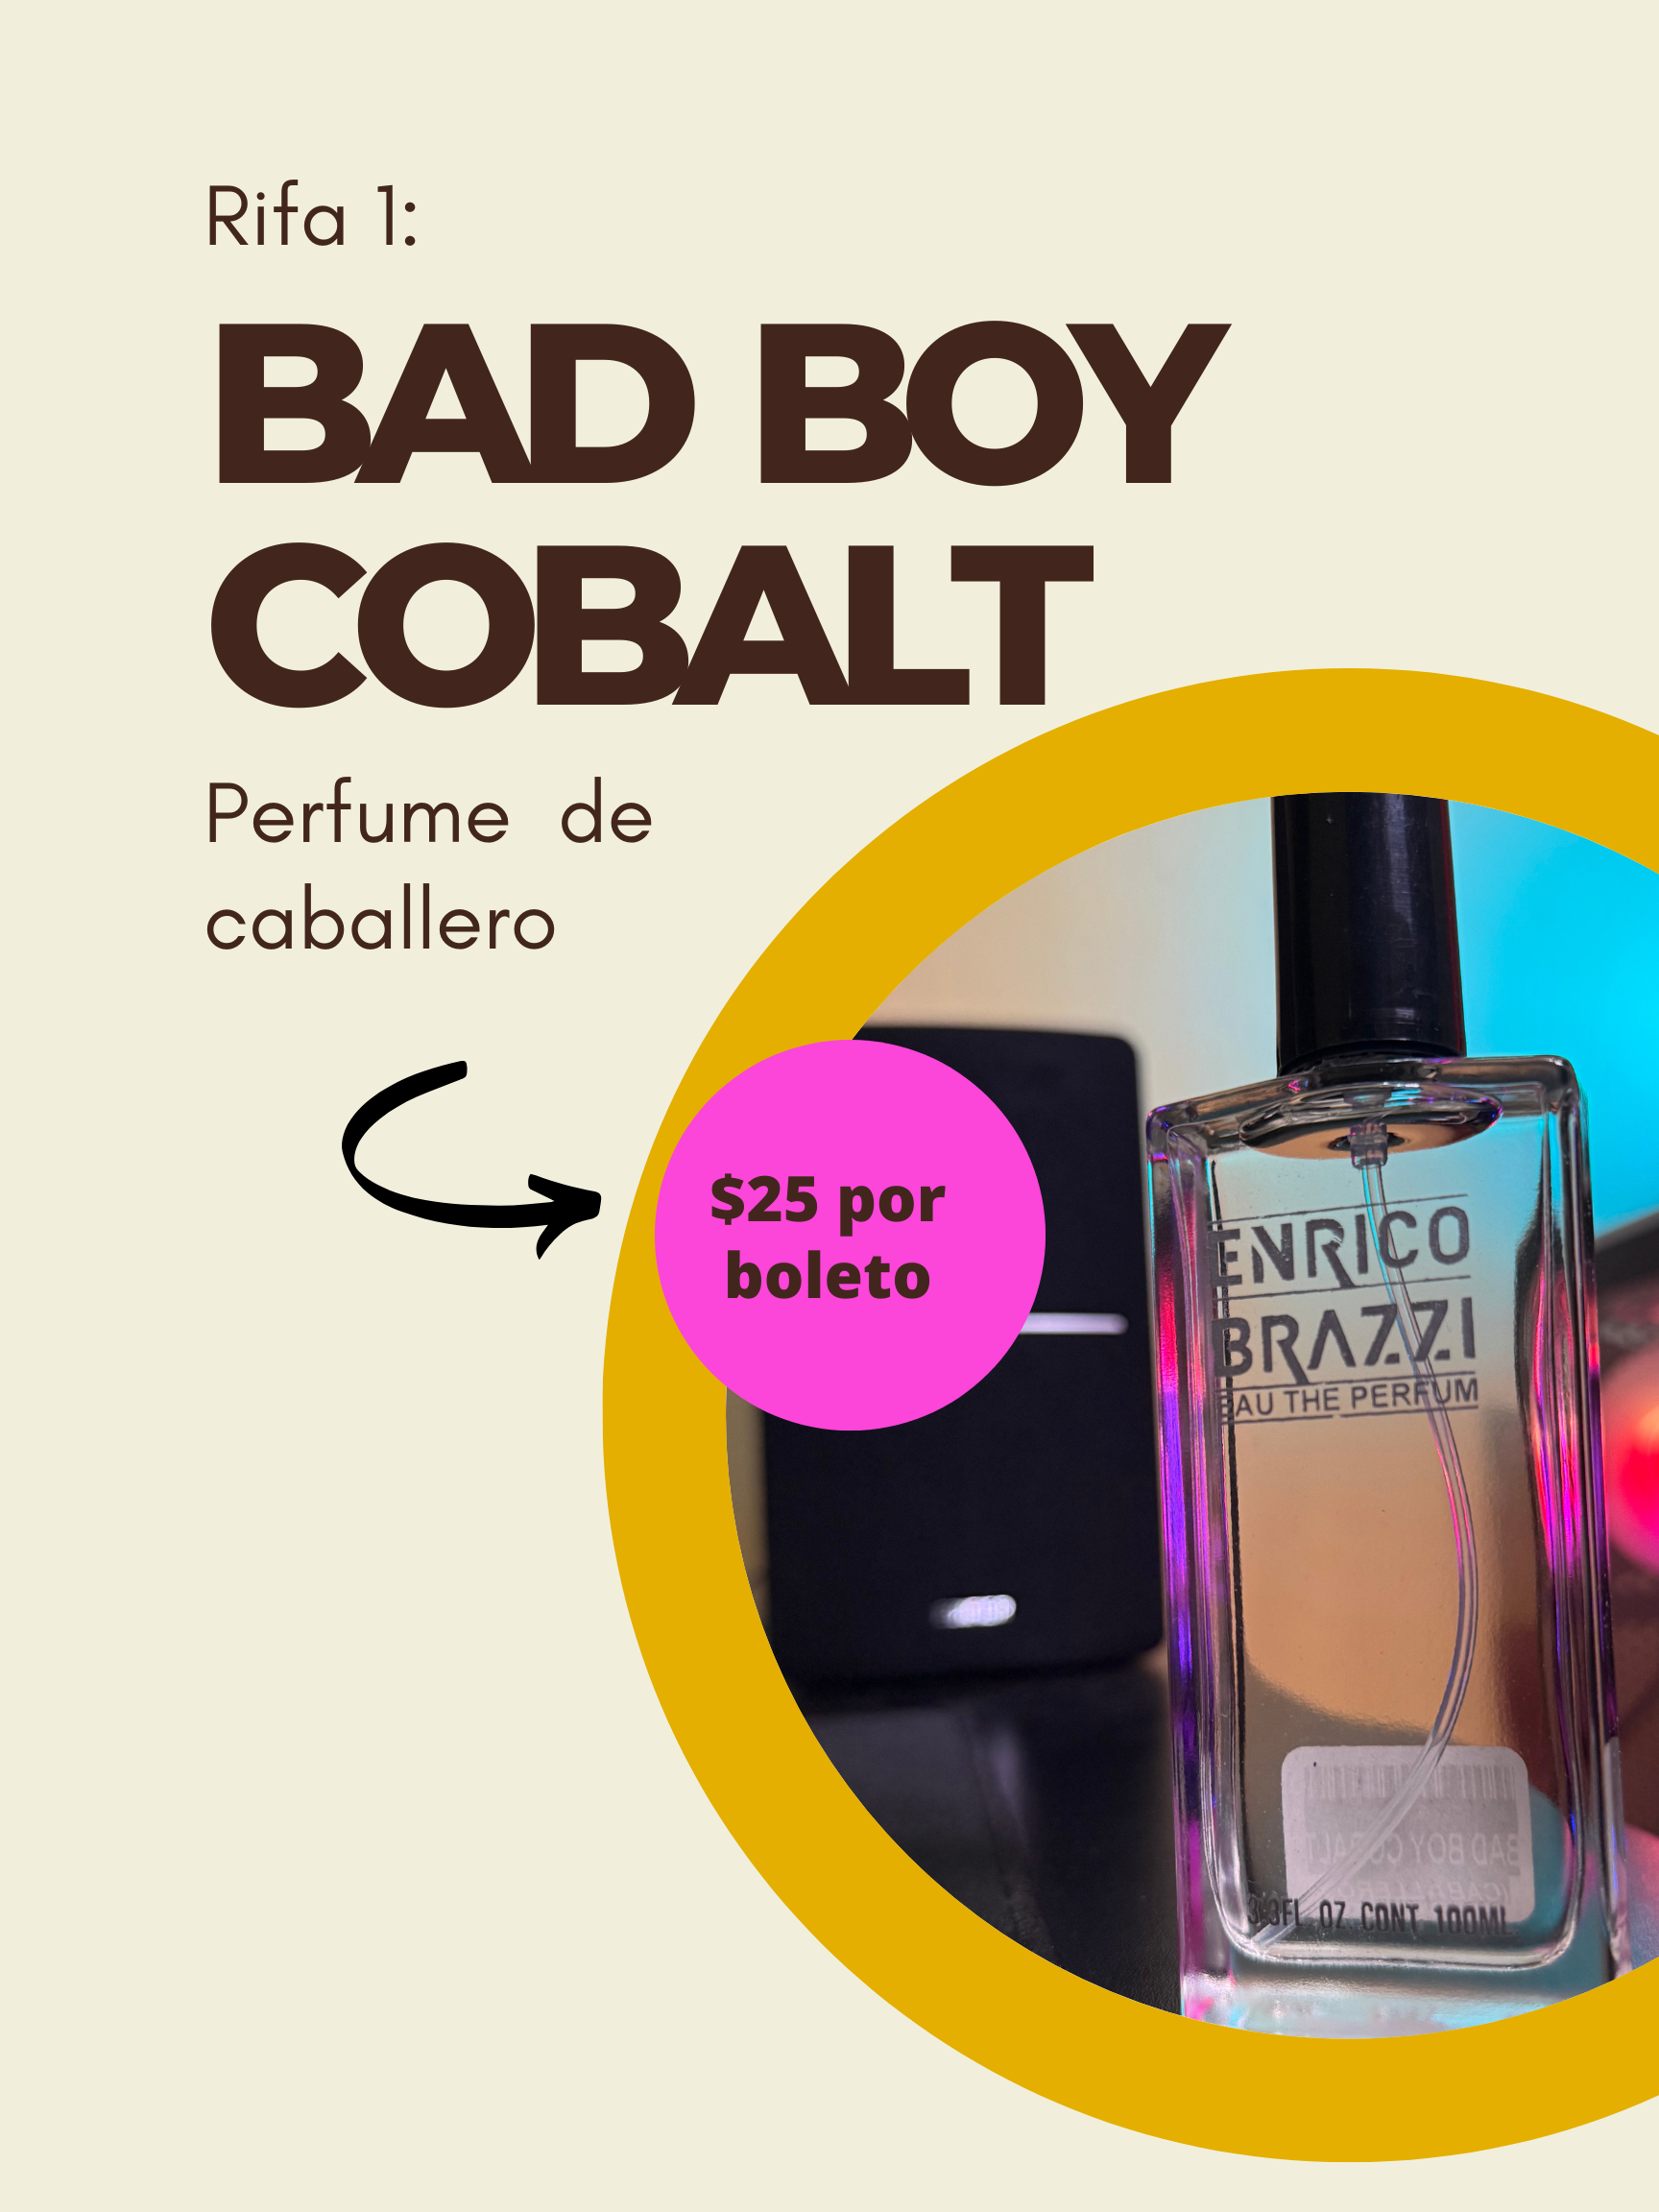 Rifa 1:
BAD BOY
COBALT
Perfume de
caballero
$25 por
boleto
ENRICO
BRAZZI
EAU THE PERFUM
BAD BOY COBALT
3.3FL OZ CONT 100ML